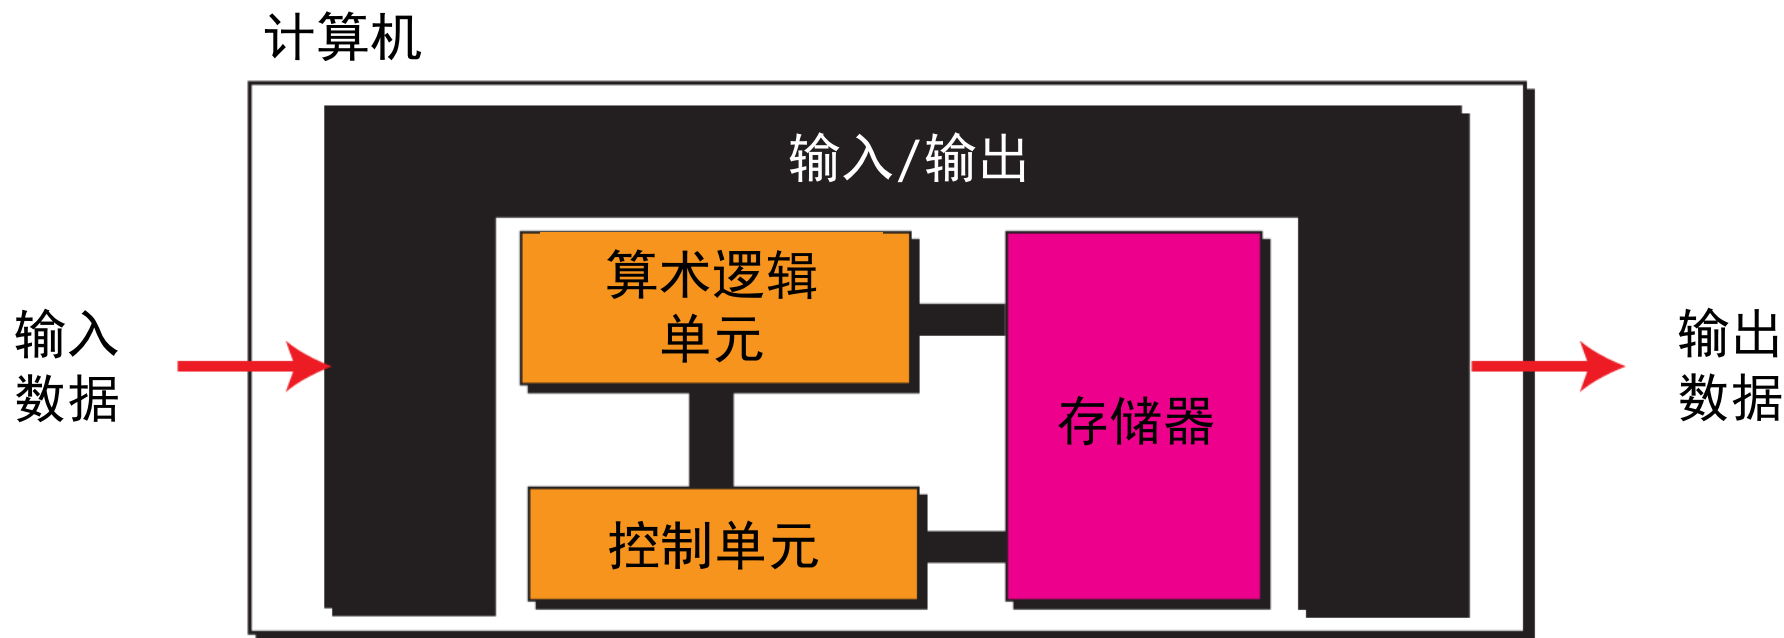 计算机
输入/输出
算术逻辑
单元
输入
数据
存储器
控制单元
输出
数据